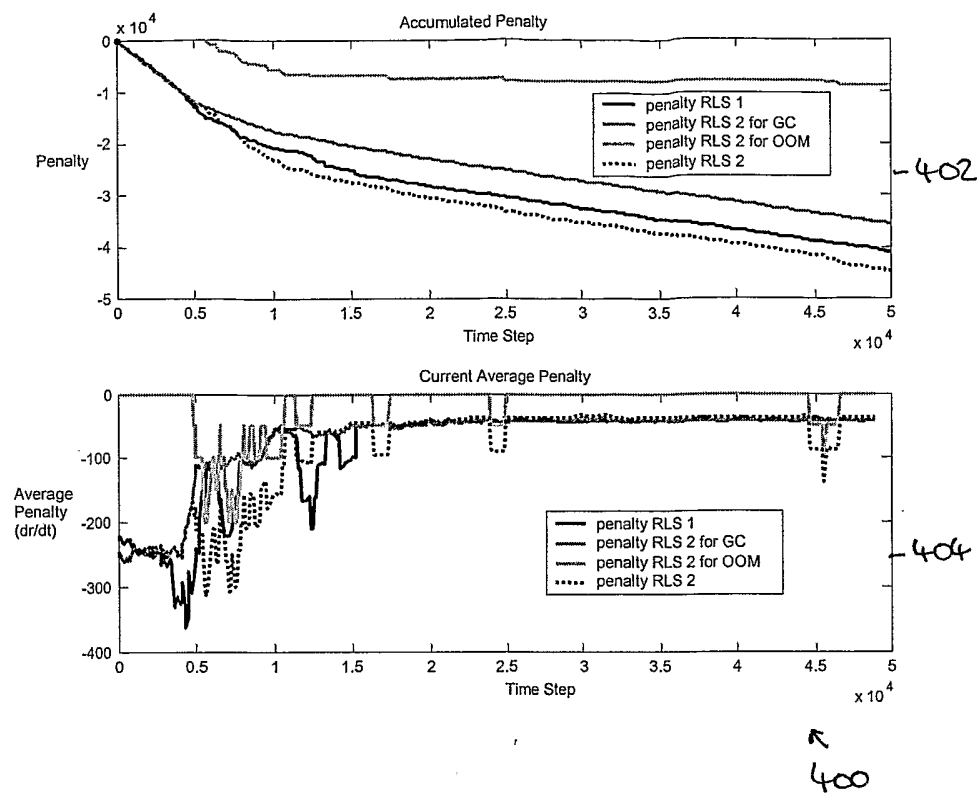 Accumulated Penalty
x 10^4
0
-1
-2
-3
-4
-5
Penalty
penalty RLS 1
penalty RLS 2 for GC
penalty RLS 2 for OOM
penalty RLS 2
-402
0 0.5 1 1.5 2 2.5 3 3.5 4 4.5 5
Time Step
x 10^4
Current Average Penalty
0
-100
-200
-300
-400
Average
Penalty
(dr/dt)
penalty RLS 1
penalty RLS 2 for GC
penalty RLS 2 for OOM
penalty RLS 2
-404
0 0.5 1 1.5 2 2.5 3 3.5 4 4.5 5
Time Step
x 10^4
400